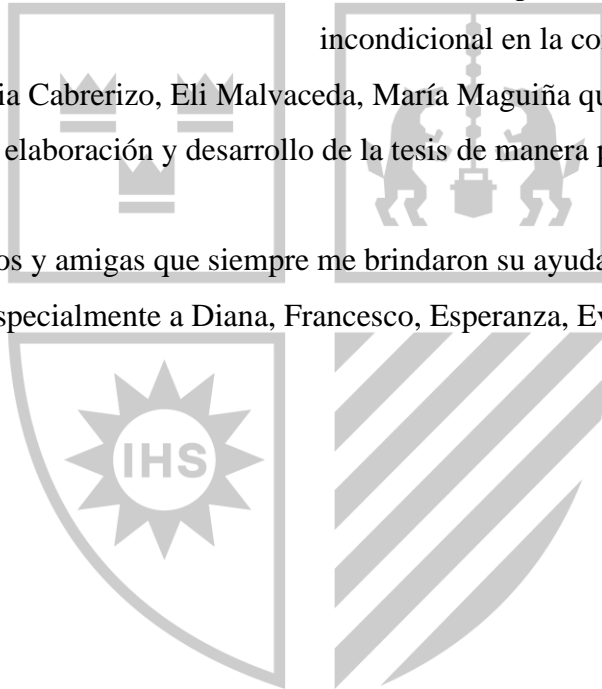 incondicional en la co
ia Cabrerizo, Eli Malvaceda, María Maguiña qu
elaboración y desarrollo de la tesis de manera p
os y amigas que siempre me brindaron su ayuda
specialmente a Diana, Francesco, Esperanza, Ev
IHS